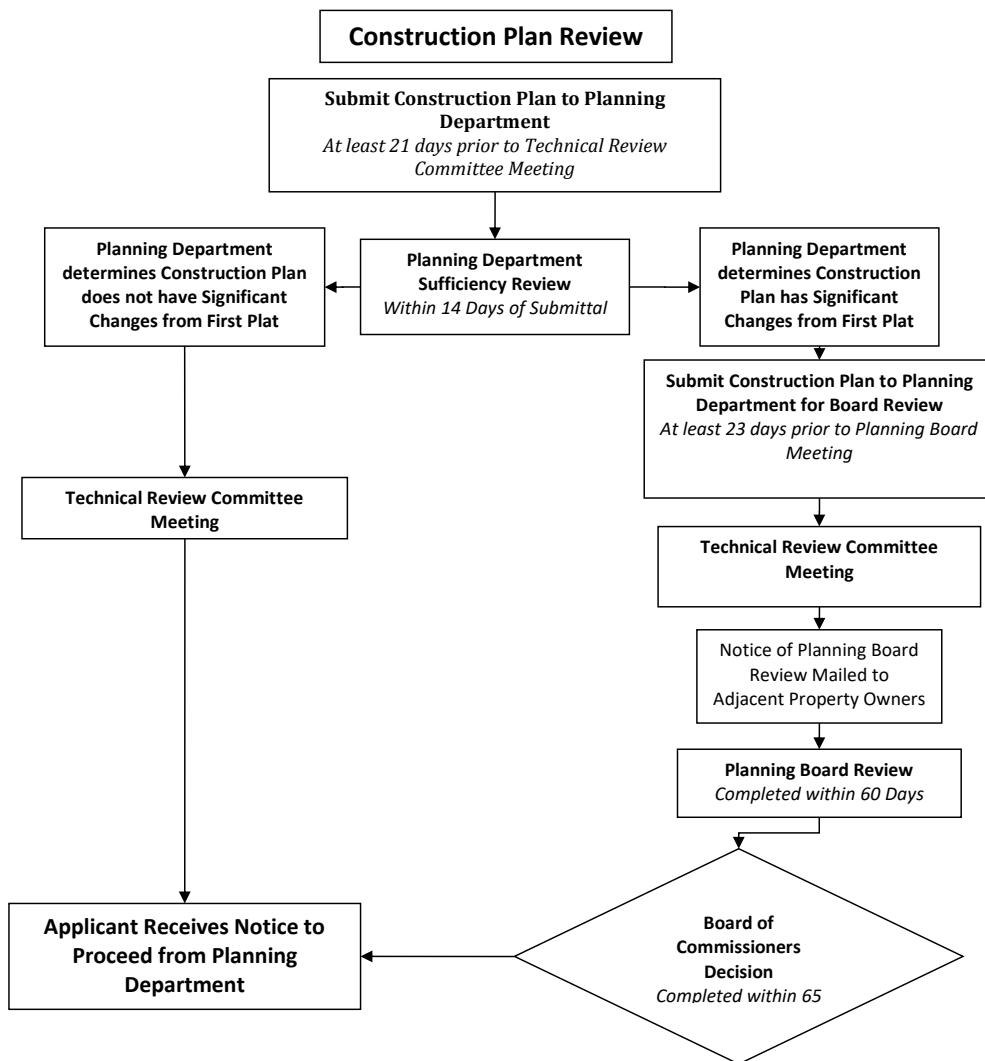 Construction Plan Review
Submit Construction Plan to Planning
Department
At least 21 days prior to Technical Review
Committee Meeting
Planning Department
determines Construction Plan
does not have Significant
Changes from First Plat
Planning Department
Sufficiency Review
Within 14 Days of Submittal
Planning Department
determines Construction
Plan has Significant
Changes from First Plat
Submit Construction Plan to Planning
Department for Board Review
At least 23 days prior to Planning Board
Meeting
Technical Review Committee
Meeting
Technical Review Committee
Meeting
Notice of Planning Board
Review Mailed to
Adjacent Property Owners
Planning Board Review
Completed within 60 Days
Applicant Receives Notice to
Proceed from Planning
Department
Board of
Commissioners
Decision
Completed within 65